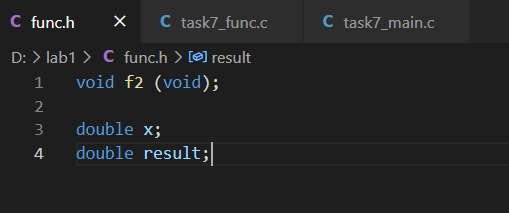 C func.h × C task7_func.c C task7_main.c
D: > lab1 > C func.h > result
1 void f2 (void);
2
3 double x;
4 double result;